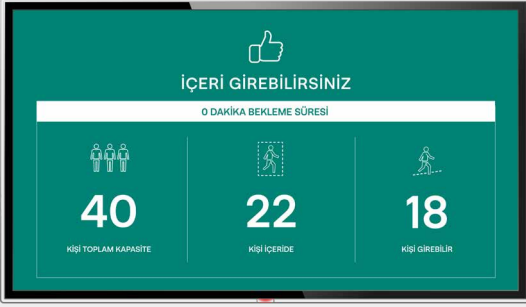 İÇERİ GİREBİLİRSİNİZ
0 DAKİKA BEKLEME SÜRESİ
40
KİŞİ TOPLAM KAPASİTE
22
KİŞİ İÇERİDE
18
KİŞİ GİREBİLİR